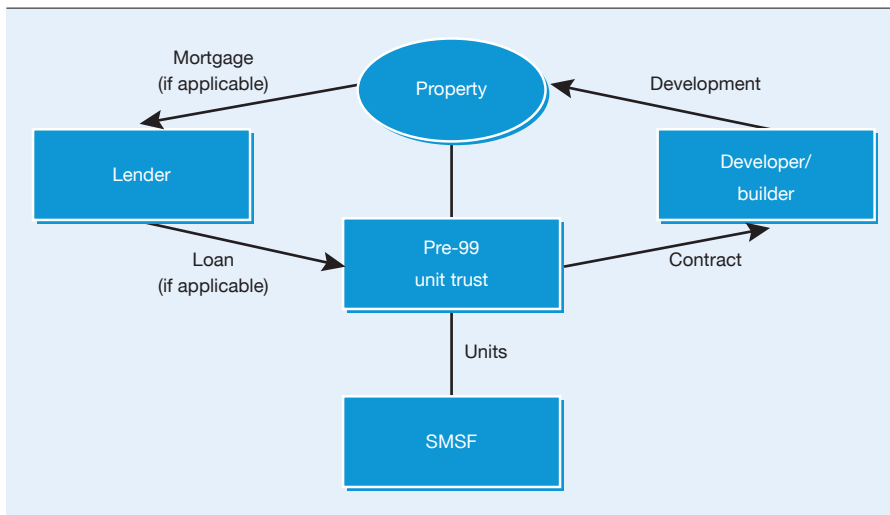 Mortgage
(if applicable)
Property
Development
Lender
Developer/
builder
Loan
(if applicable)
Pre-99
unit trust
Contract
Units
SMSF